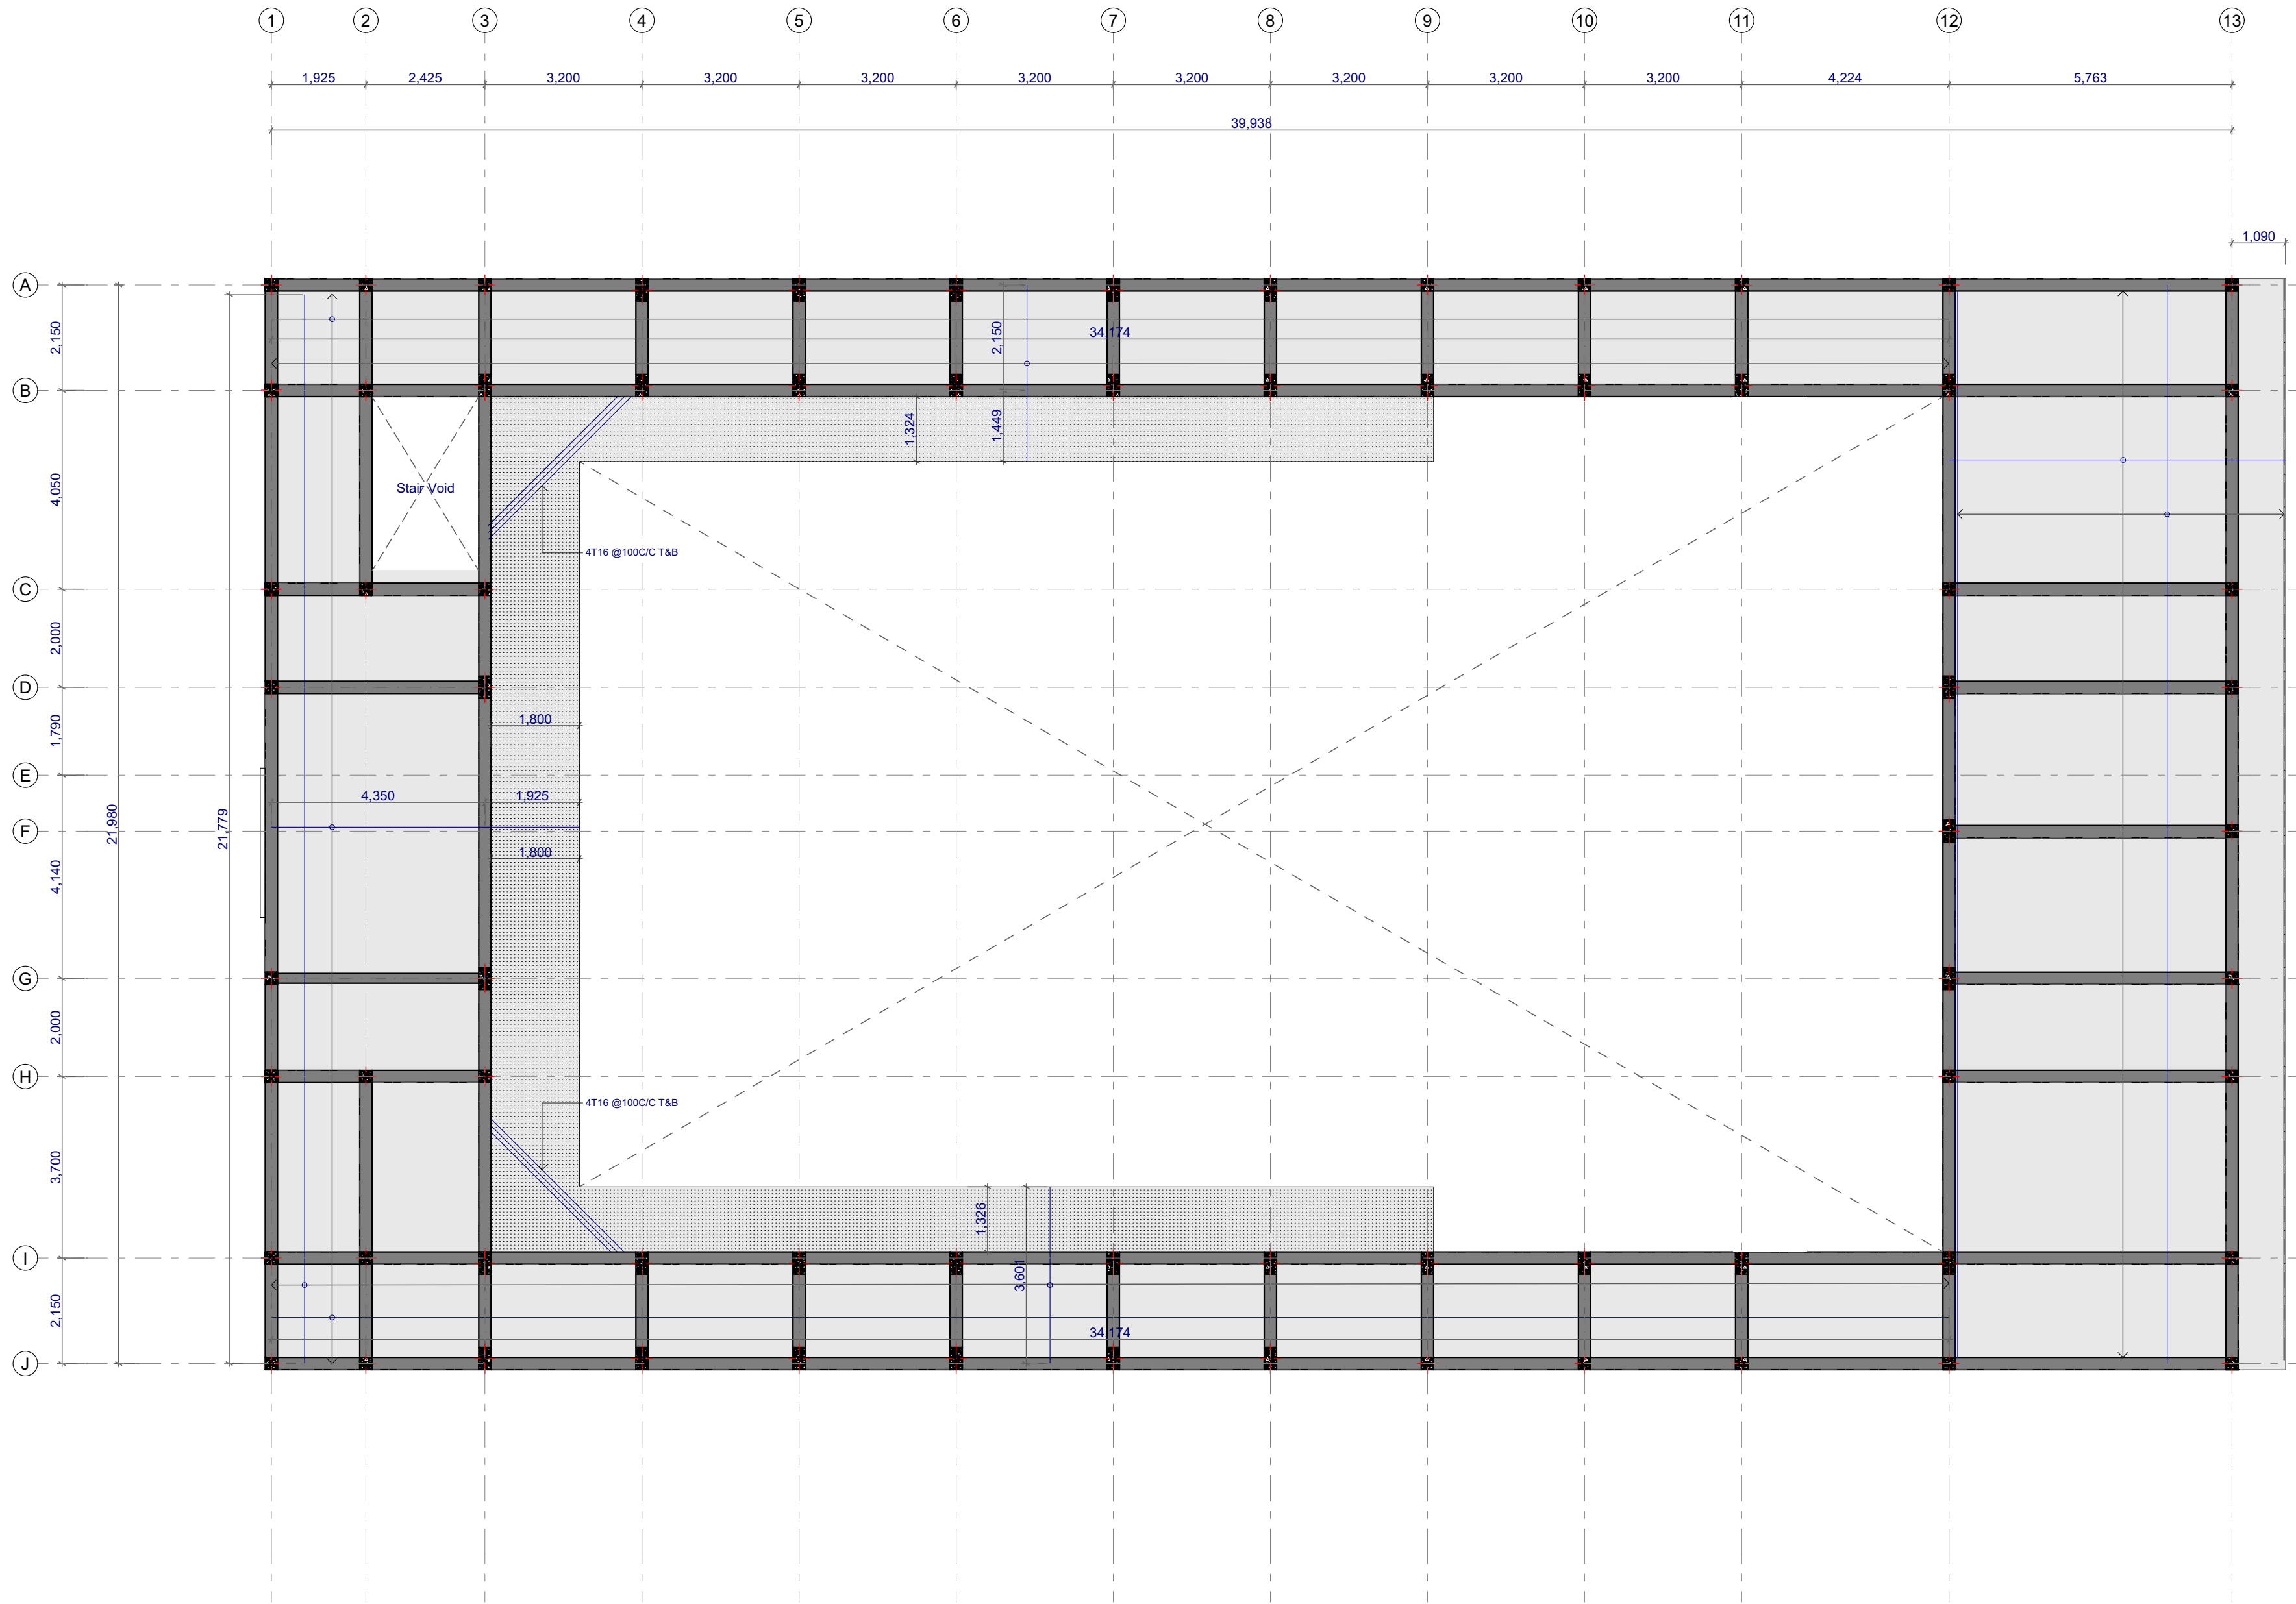 1 2 3 4 5 6 7 8 9 10 11 12 13
1,925 2,425 3,200 3,200 3,200 3,200 3,200 3,200 3,200 3,200 4,224 5,763
39,938
1,090
A
2,150
2,150
34,174
B
1,324
1,449
4,050
Stair Void
4T16 @100C/C T&B
C
2,000
D
1,800
1,790
E
4,350 1,925
21,980
21,779
F
1,800
4,140
G
2,000
H
4T16 @100C/C T&B
3,700
1,326
I
3,601
2,150
34,174
J